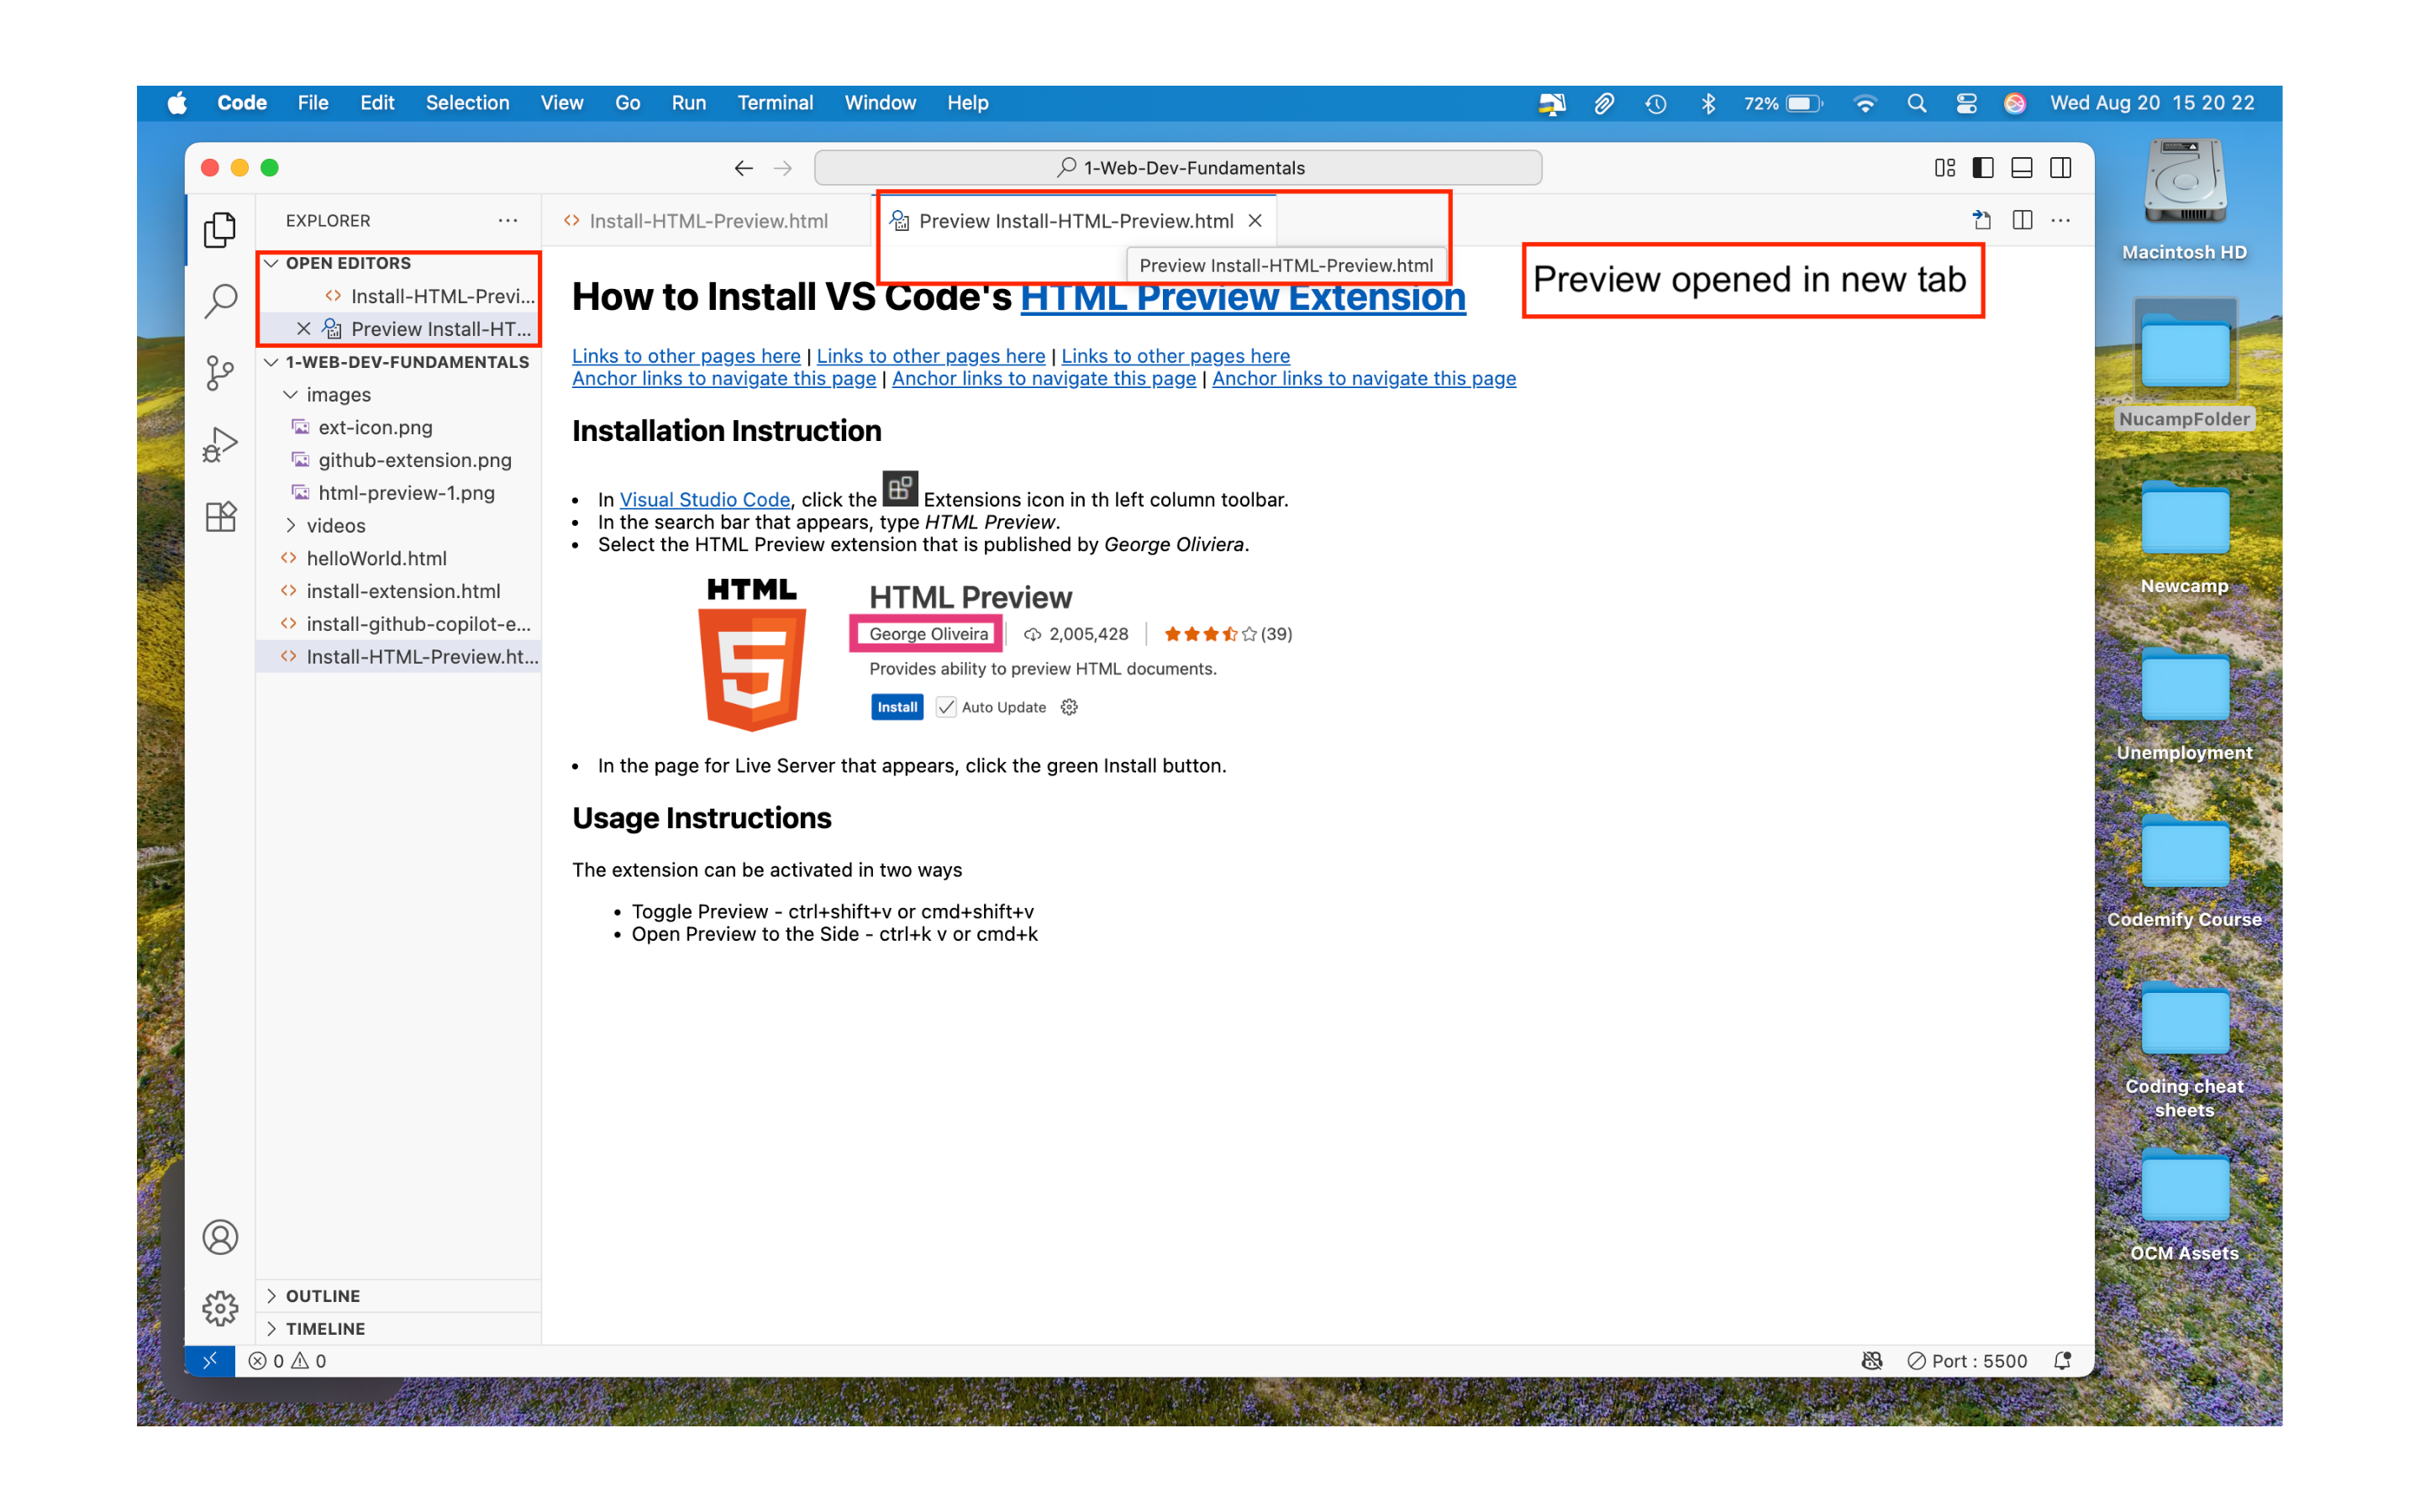 Code File Edit Selection View Go Run Terminal Window Help 72% Wed Aug 20 15 20 22
1-Web-Dev-Fundamentals
EXPLORER
Install-HTML-Preview.html
Preview Install-HTML-Preview.html
Preview Install-HTML-Preview.html
Preview opened in new tab
OPEN EDITORS
Install-HTML-Previ...
Preview Install-HT...
1-WEB-DEV-FUNDAMENTALS
images
ext-icon.png
github-extension.png
html-preview-1.png
videos
helloWorld.html
install-extension.html
install-github-copilot-e...
Install-HTML-Preview.ht...
OUTLINE
TIMELINE
How to Install VS Code's HTML Preview Extension
Links to other pages here | Links to other pages here | Links to other pages here
Anchor links to navigate this page | Anchor links to navigate this page | Anchor links to navigate this page
Installation Instruction
• In Visual Studio Code, click the Extensions icon in th left column toolbar.
• In the search bar that appears, type HTML Preview.
• Select the HTML Preview extension that is published by George Oliviera.
HTML
5
HTML Preview
George Oliveira 2,005,428 (39)
Provides ability to preview HTML documents.
Install Auto Update
• In the page for Live Server that appears, click the green Install button.
Usage Instructions
The extension can be activated in two ways
• Toggle Preview - ctrl+shift+v or cmd+shift+v
• Open Preview to the Side - ctrl+k v or cmd+k
0 0
Port : 5500
Macintosh HD
NucampFolder
Newcamp
Unemployment
Codemify Course
Coding cheat
sheets
OCM Assets